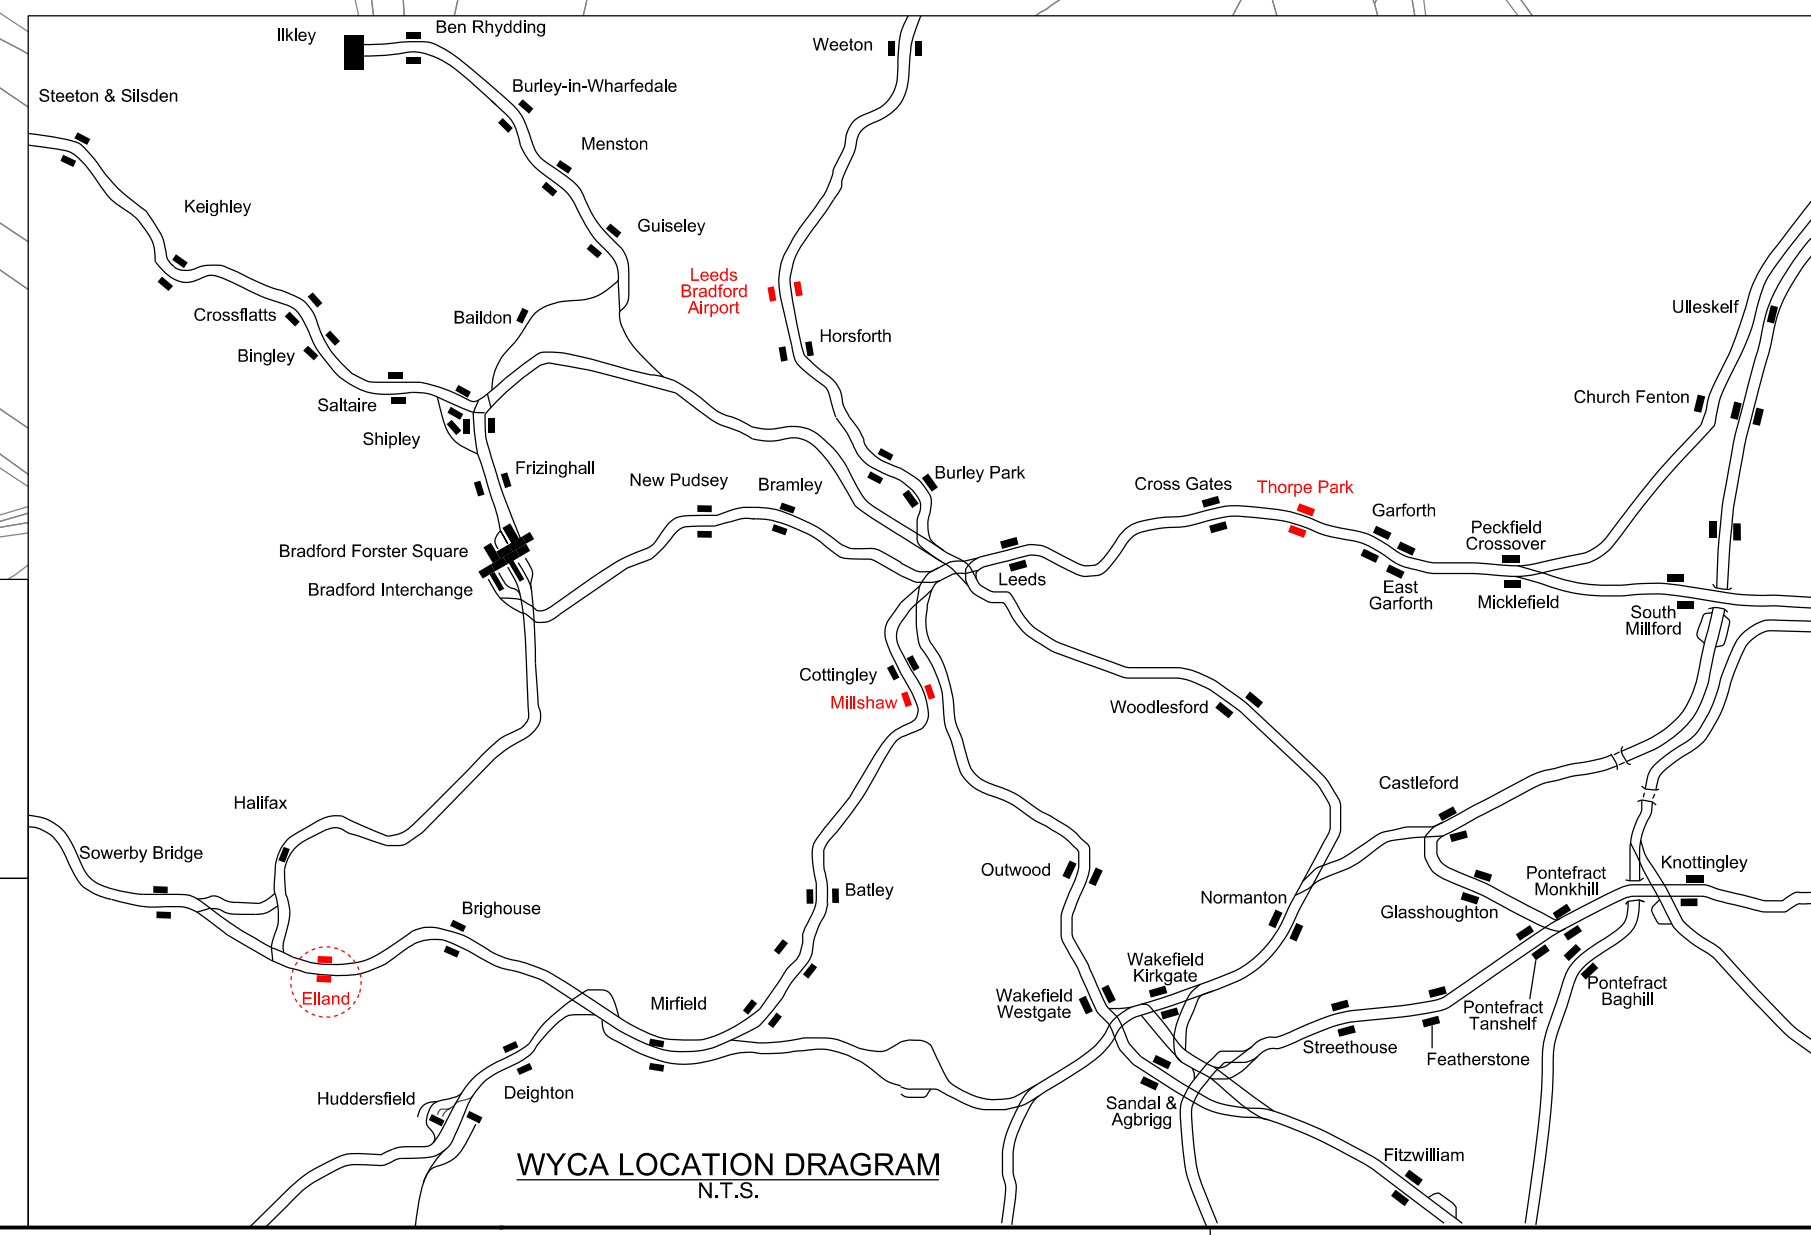 Ilkley
Ben Rhydding
Weeton
Burley-in-Wharfedale
Steeton & Silsden
Menston
Keighley
Guiseley
Leeds
Bradford
Airport
Crossflatts
Baildon
Horsforth
Ulleskelf
Bingley
Saltaire
Church Fenton
Shipley
Frizinghall
New Pudsey
Bramley
Burley Park
Cross Gates
Thorpe Park
Garforth
Peckfield
Crossover
Bradford Forster Square
Bradford Interchange
Leeds
East
Garforth
Micklefield
South
Millford
Cottingley
Millshaw
Woodlesford
Castleford
Halifax
Sowerby Bridge
Outwood
Batley
Normanton
Glasshoughton
Pontefract
Monkhill
Knottingley
Brighouse
Wakefield
Kirkgate
Elland
Mirfield
Wakefield
Westgate
Pontefract
Tanshelf
Pontefract
Baghill
Streethouse
Featherstone
Huddersfield
Deighton
Sandal &
Agbrigg
Fitzwilliam
WYCA LOCATION DRAGRAM
N.T.S.